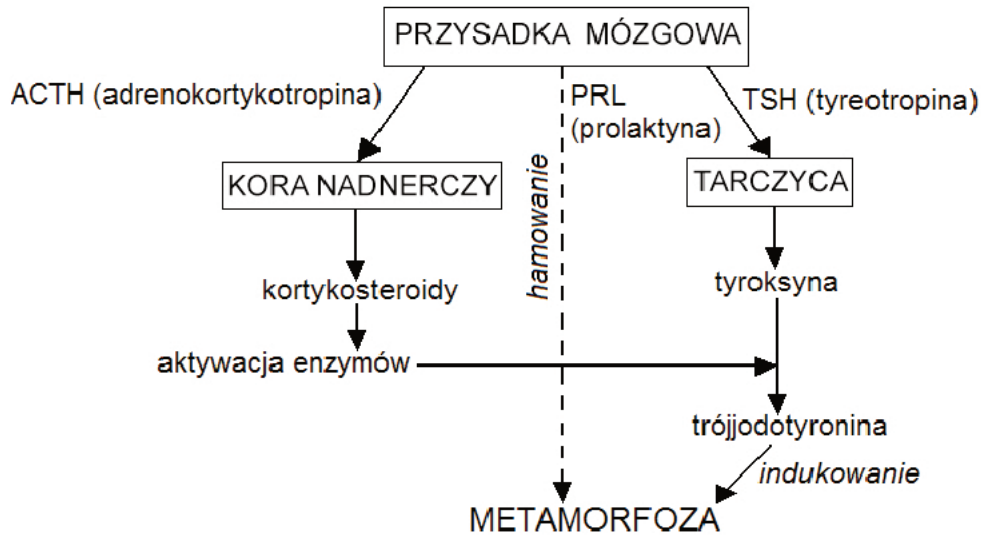 PRZYSADKA MÓZGOWA
ACTH (adrenokortykotropina)
PRL
(prolaktyna)
TSH (tyreotropina)
hamowanie
KORA NADNERCZY
TARCZYCA
kortykosteroidy
tyroksyna
aktywacja enzymów
trójjodotyronina
indukowanie
METAMORFOZA